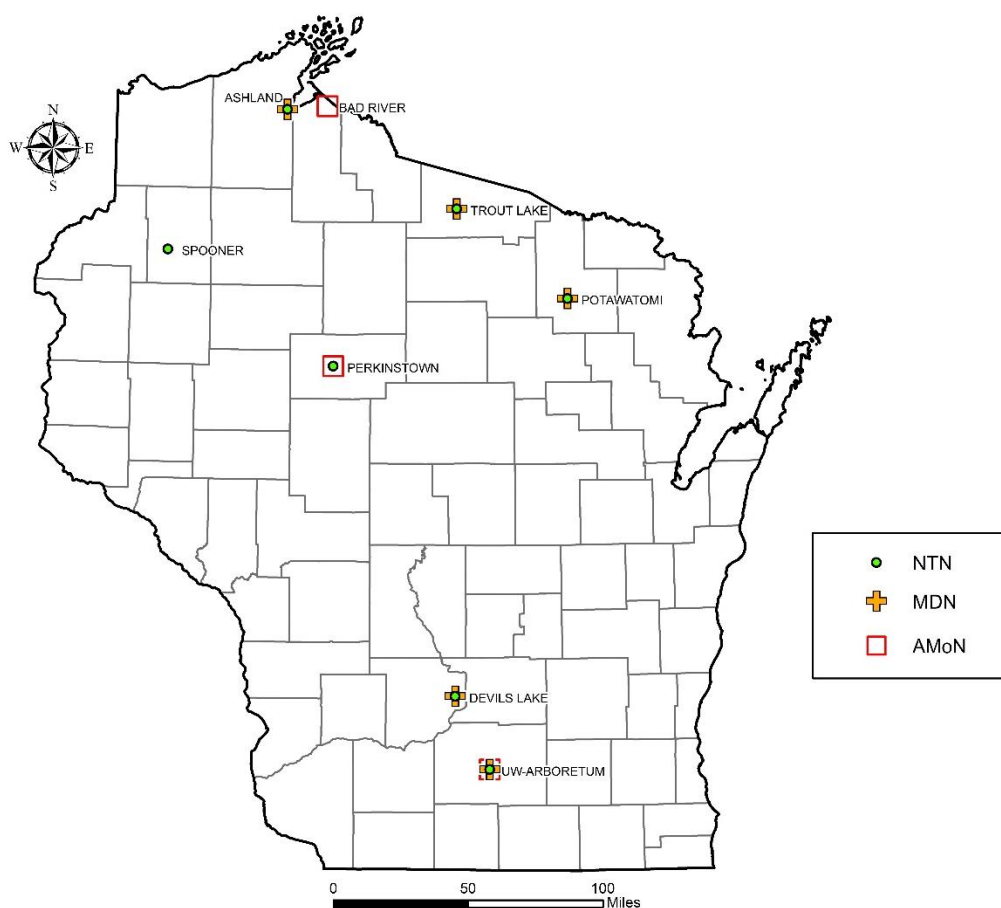 ASHLAND
BAD RIVER
N
W E
S
TROUT LAKE
SPOONER
POTAWATOMI
PERKINSTOWN
NTN
MDN
AMoN
DEVILS LAKE
UW-ARBORETUM
0 50 100
Miles